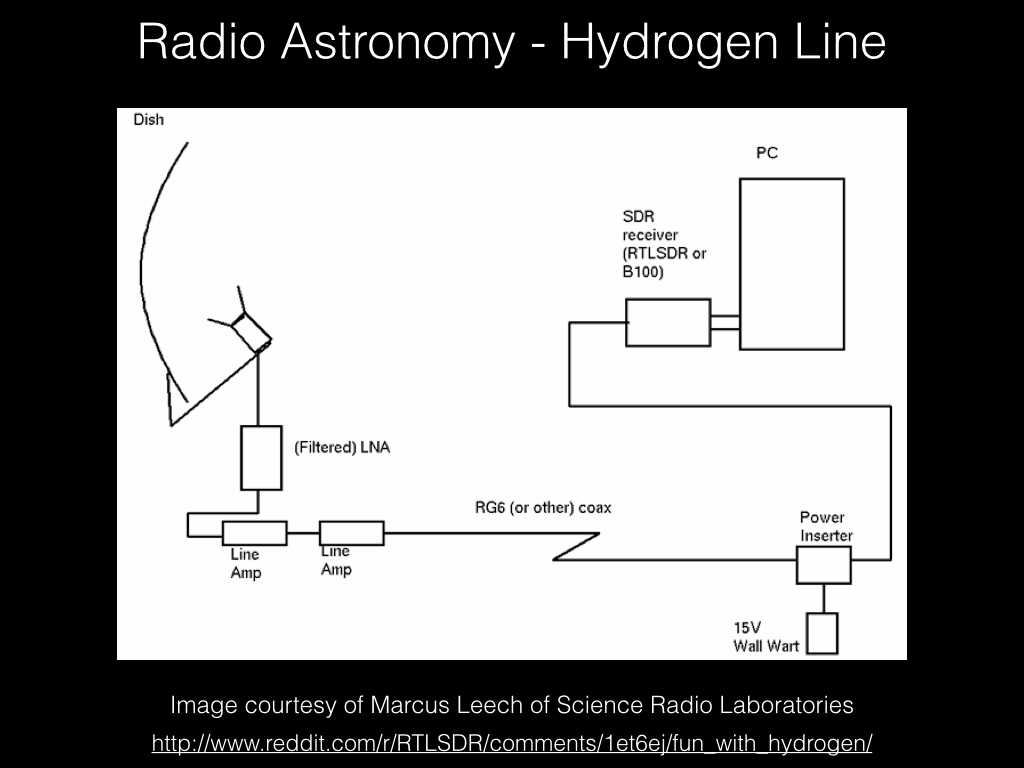 Radio Astronomy - Hydrogen Line
Dish
PC
SDR
receiver
(RTLSDR or
B100)
(Filtered) LNA
RG6 (or other) coax
Line
Amp
Line
Amp
Power
Inserter
15V
Wall Wart
Image courtesy of Marcus Leech of Science Radio Laboratories
http://www.reddit.com/r/RTLSDR/comments/1et6ej/fun_with_hydrogen/